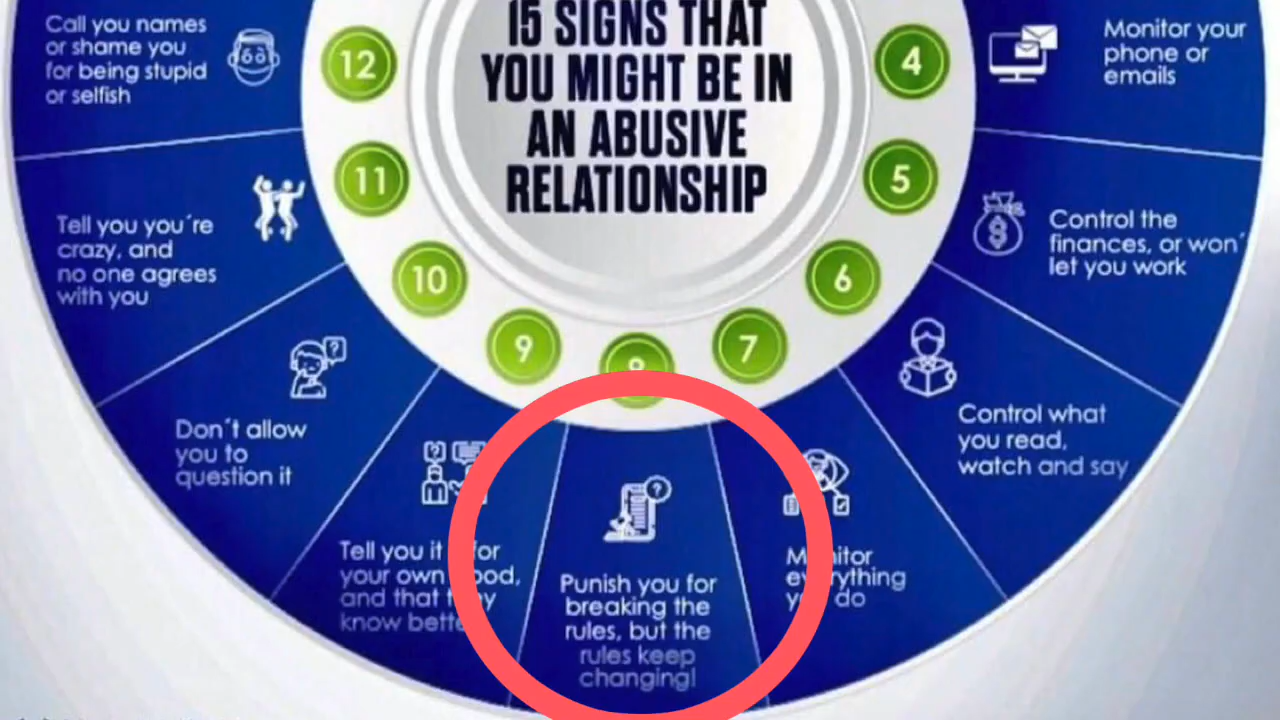 15 SIGNS THAT
YOU MIGHT BE IN
AN ABUSIVE
RELATIONSHIP
4
Monitor your
phone or
emails
5
Control the
finances, or won´
let you work
6
Control what
you read,
watch and say
7
everything
do
8
Punish you for
breaking the
rules, but the
rules keep
changing!
9
Tell you it for
your own
and that
know
10
Don´t allow
you to
question it
11
Tell you you´re
crazy, and
no one agrees
with you
12
Call you names
or shame you
for being stupid
or selfish